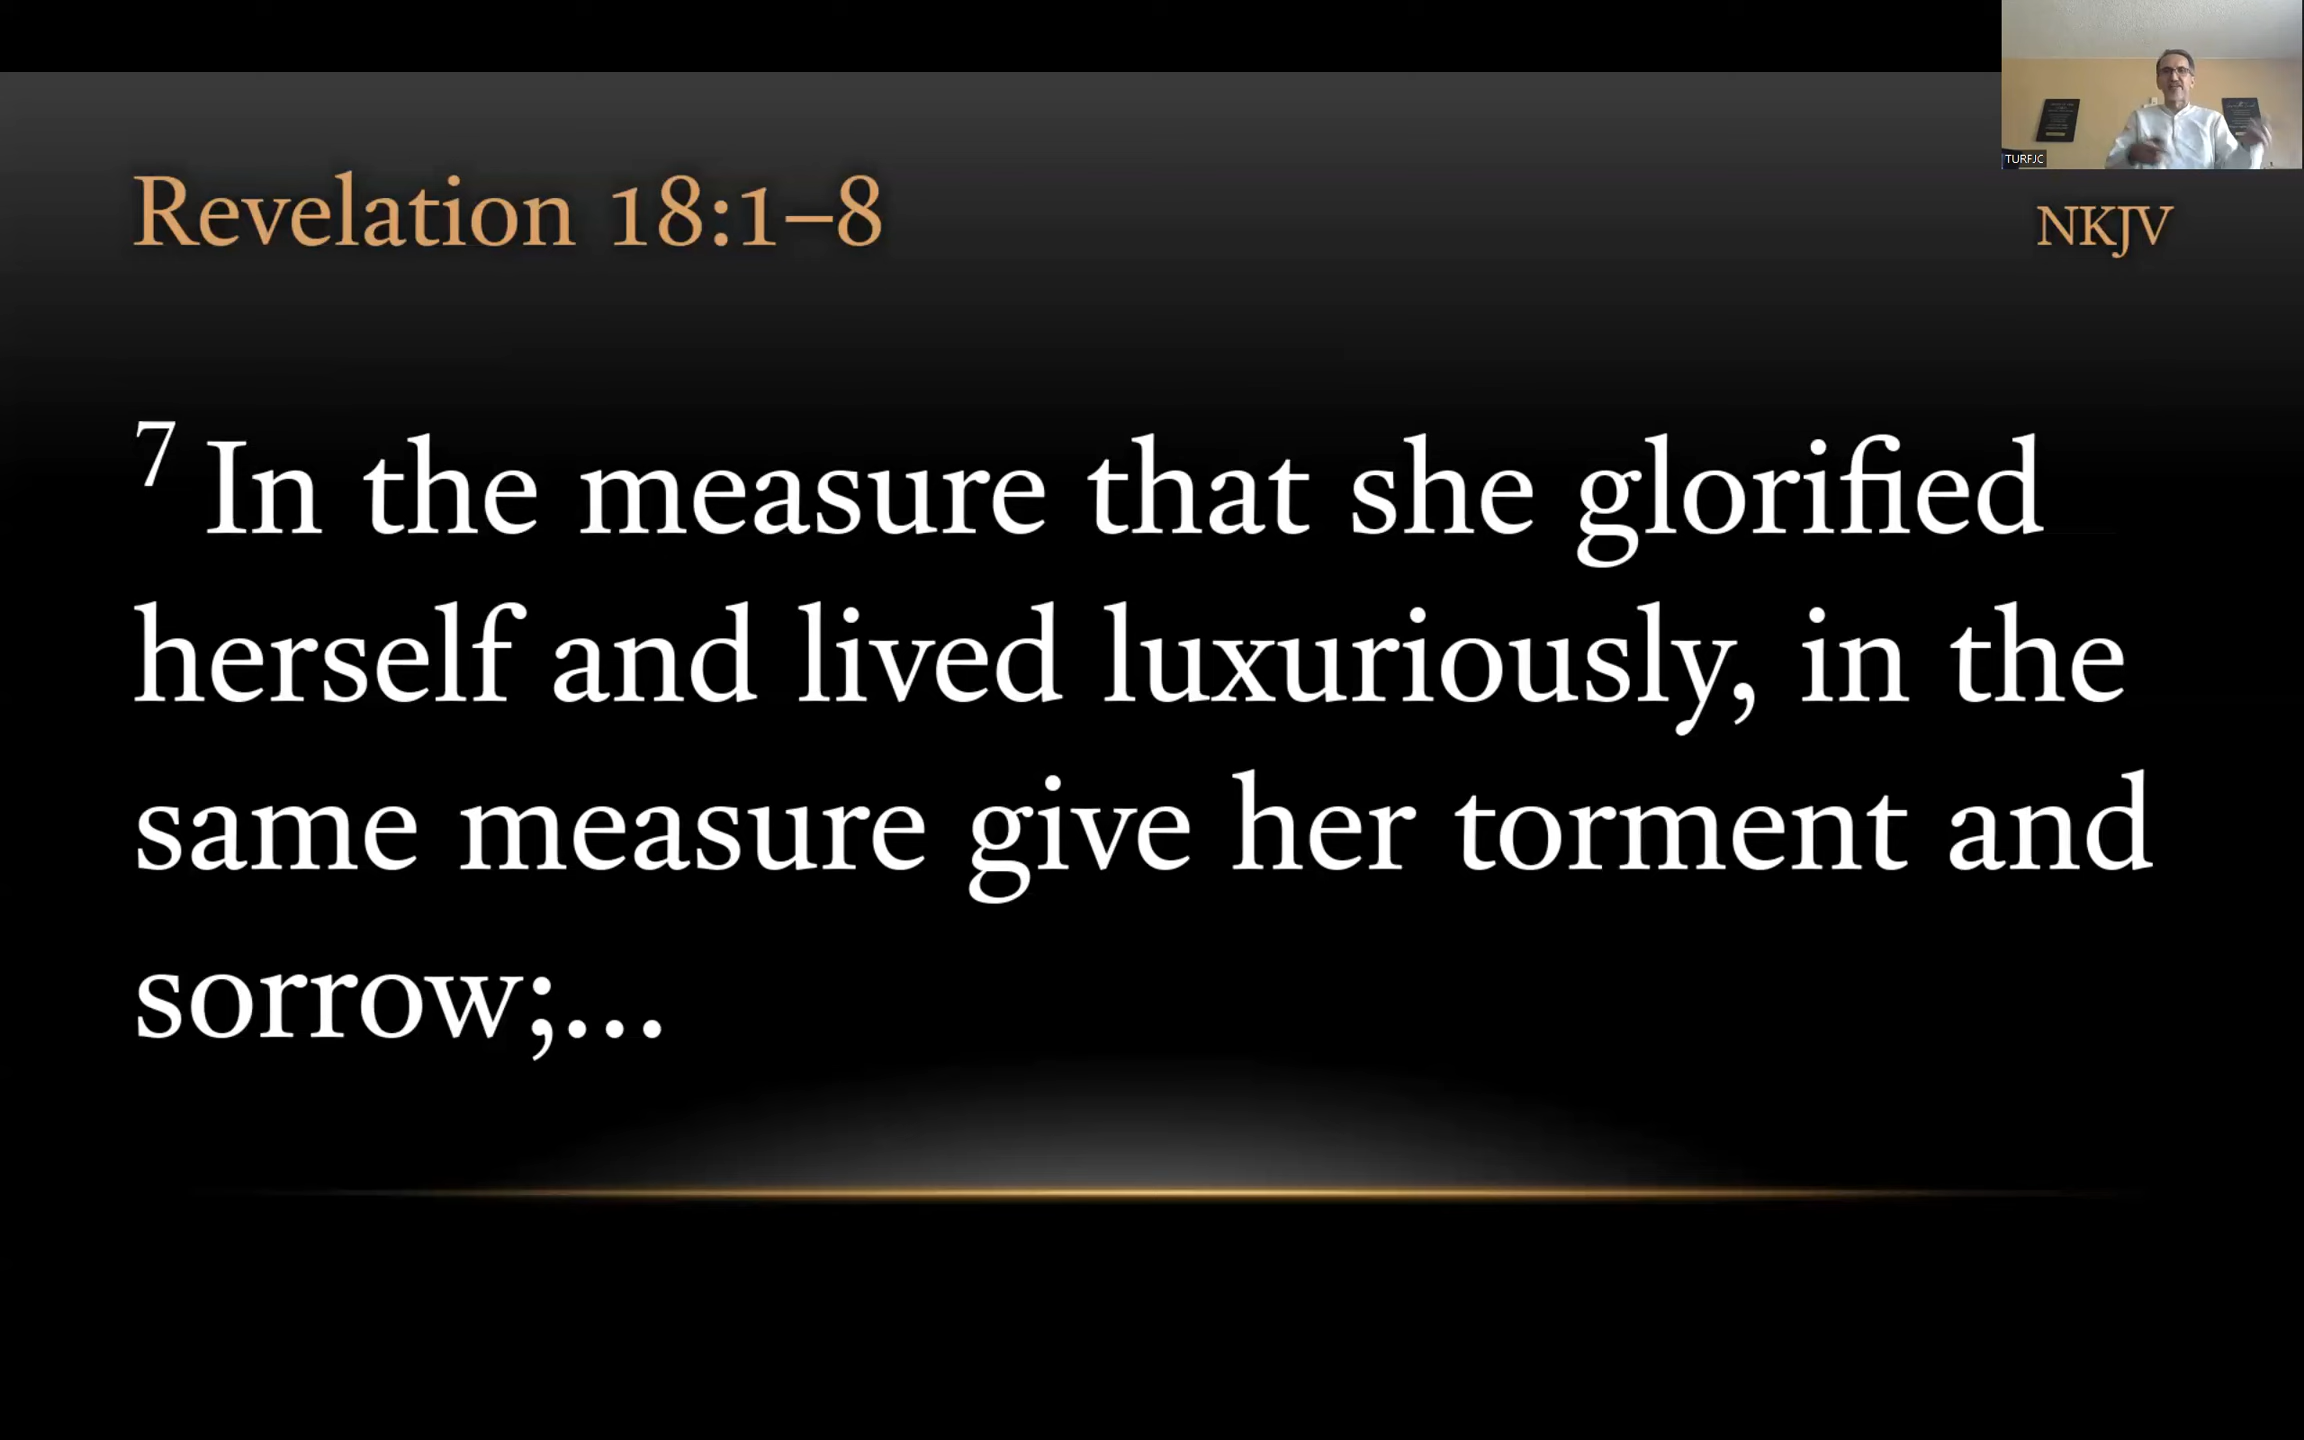 Revelation 18:1–8
NKJV
TURFJC
7 In the measure that she glorified
herself and lived luxuriously, in the
same measure give her torment and
sorrow;...